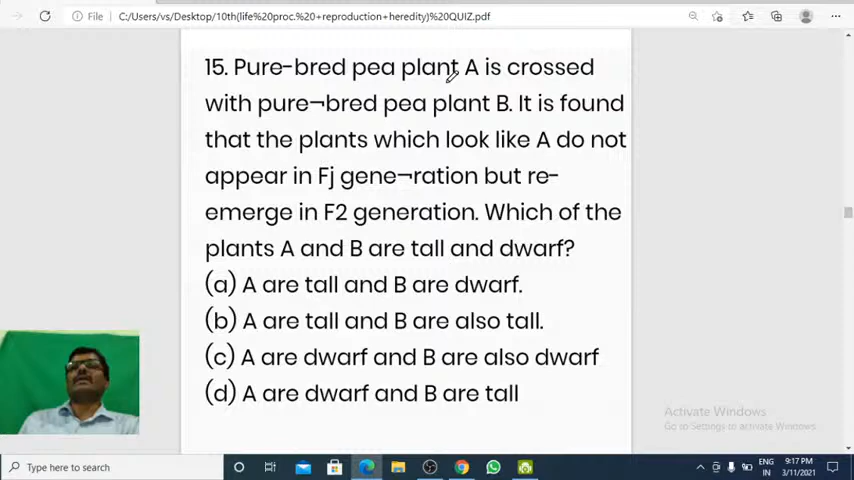 File
C:/Users/vs/Desktop/10th(life%20proc.%20+reproduction+heredity)%20QUIZ.pdf
15. Pure-bred pea plant A is crossed
with pure¬bred pea plant B. It is found
that the plants which look like A do not
appear in Fj gene¬ration but re-
emerge in F2 generation. Which of the
plants A and B are tall and dwarf?
(a) A are tall and B are dwarf.
(b) A are tall and B are also tall.
(c) A are dwarf and B are also dwarf
(d) A are dwarf and B are tall
Activate Windows
Go to Settings to activate Windows.
Type here to search
ENG
IN
9:17 PM
3/11/2021